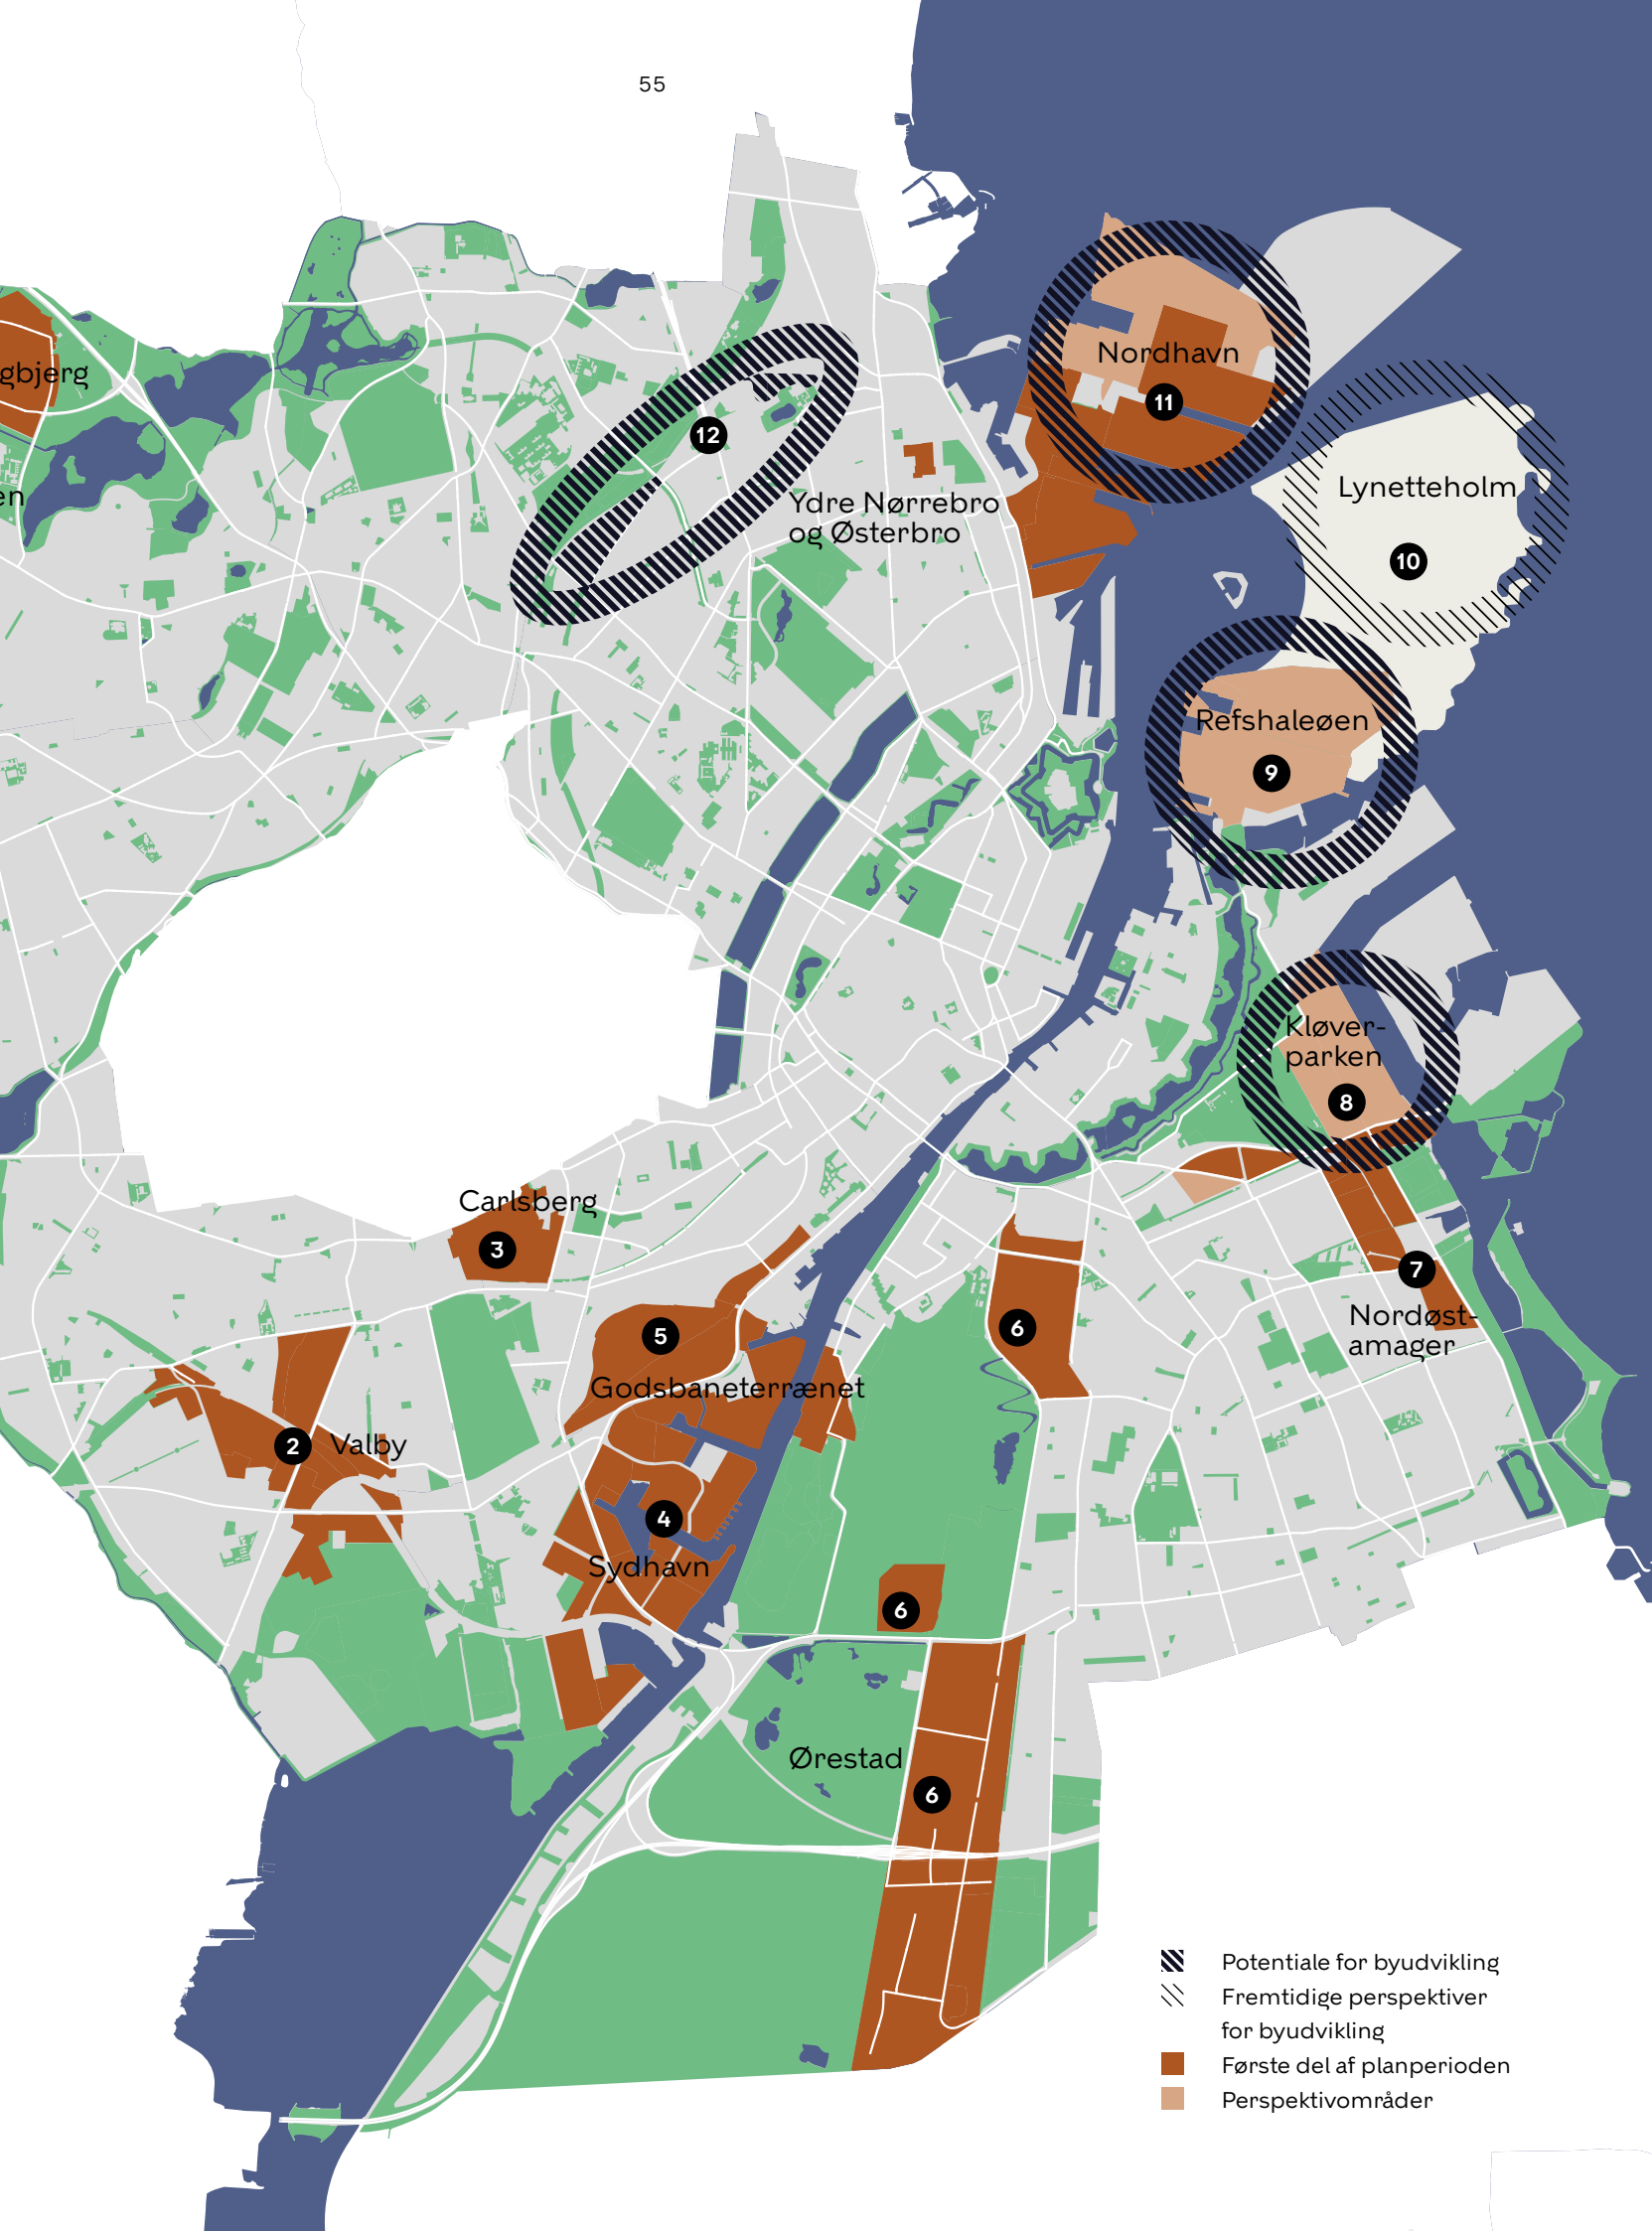 55
gbjerg
Nordhavn
11
12
en
Lynetteholm
Ydre Nørrebro
og Østerbro
10
Refshaleøen
9
Kløver-
parken
8
Carlsberg
3
7
Nordøst-
amager
5
6
Godsbaneterrænet
2
Valby
4
Sydhavn
6
Ørestad
6
Potentiale for byudvikling
Fremtidige perspektiver
for byudvikling
Første del af planperioden
Perspektivområder